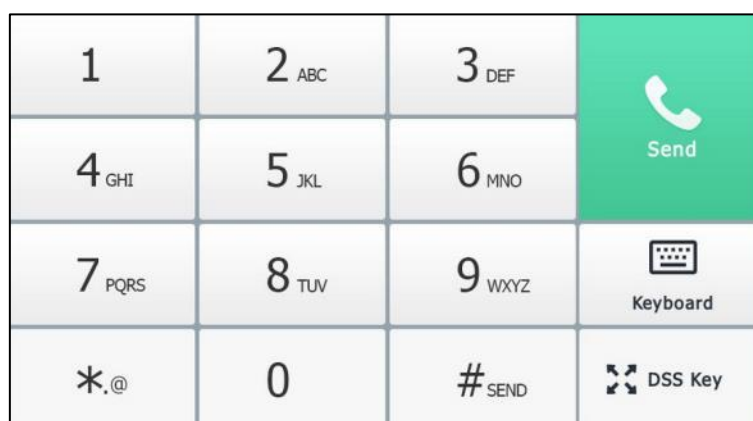 1
2 ABC
3 DEF
Send
4 GHI
5 JKL
6 MNO
7 PQRS
8 TUV
9 WXYZ
Keyboard
*.@
0
# SEND
DSS Key